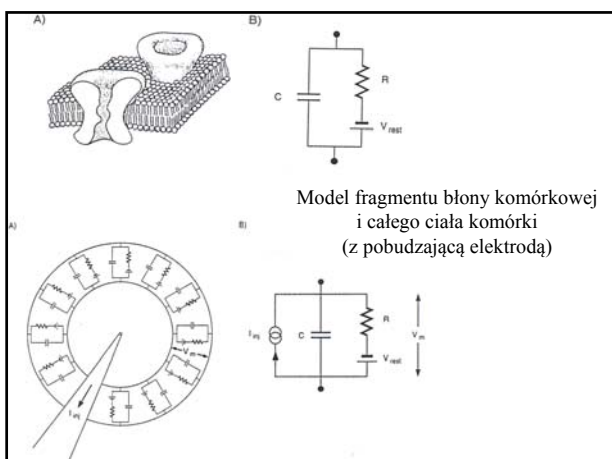 A)
B)
C
R
V rest
Model fragmentu błony komórkowej
i całego ciała komórki
(z pobudzającą elektrodą)
A)
B)
V m
I inj
I inj
C
R
V rest
V m